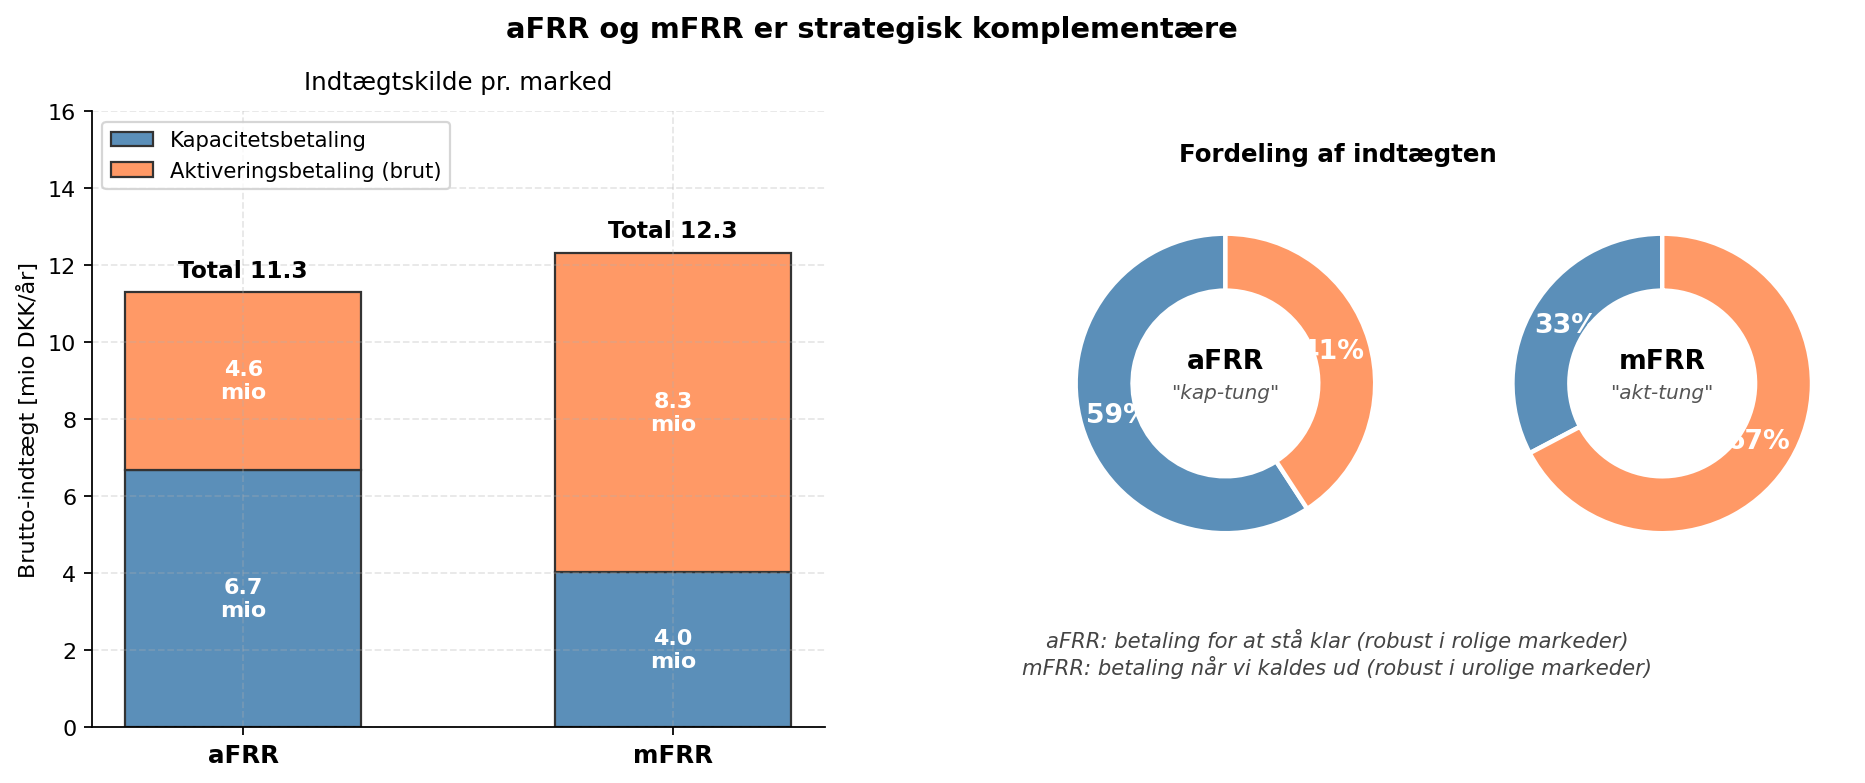 aFRR og mFRR er strategisk komplementære
Indtægtskilde pr. marked
Brutto-indtægt [mio DKK/år]
16
14
12
10
8
6
4
2
0
Kapacitetsbetaling
Aktiveringsbetaling (brut)
Total 11.3
4.6
mio
6.7
mio
aFRR
Total 12.3
8.3
mio
4.0
mio
mFRR
Fordeling af indtægten
59%
41%
aFRR
"kap-tung"
33%
67%
mFRR
"akt-tung"
aFRR: betaling for at stå klar (robust i rolige markeder)
mFRR: betaling når vi kaldes ud (robust i urolige markeder)